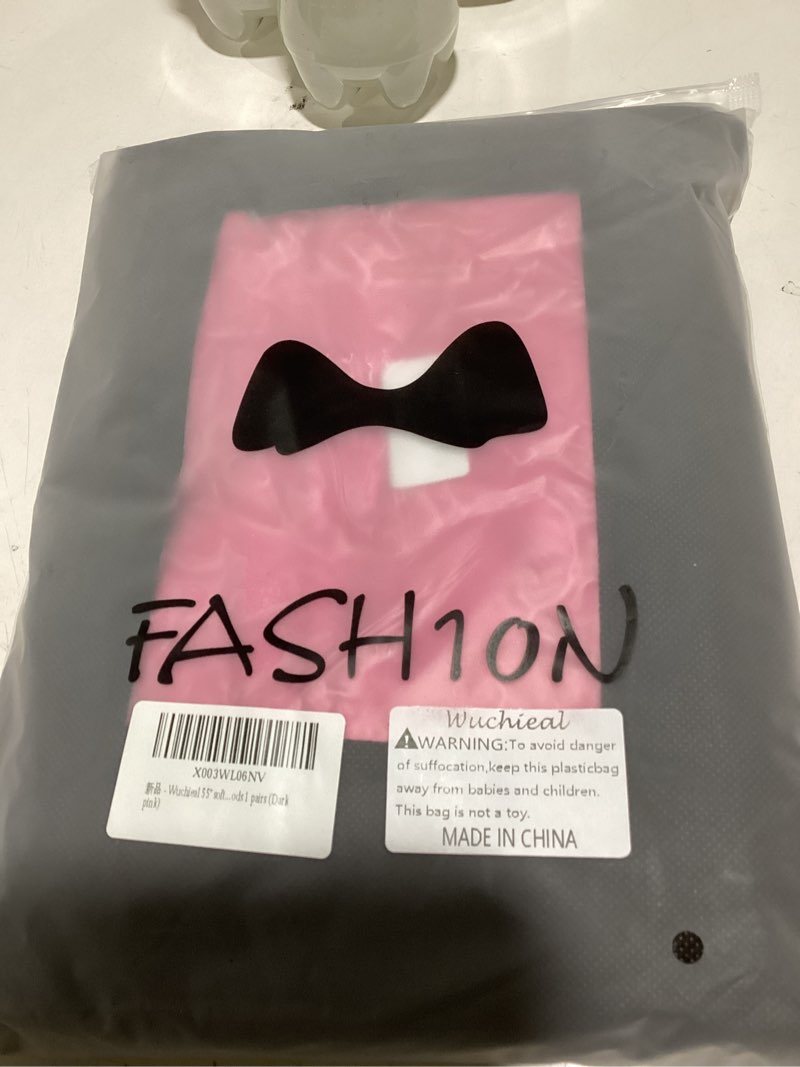 FASH1ON
X003WL06NV
新品 - Wuchieal 55" soft...ods 1 pairs (Dark
pink)
Wuchieal
WARNING:To avoid danger
of suffocation,keep this plasticbag
away from babies and children.
This bag is not a toy.
MADE IN CHINA